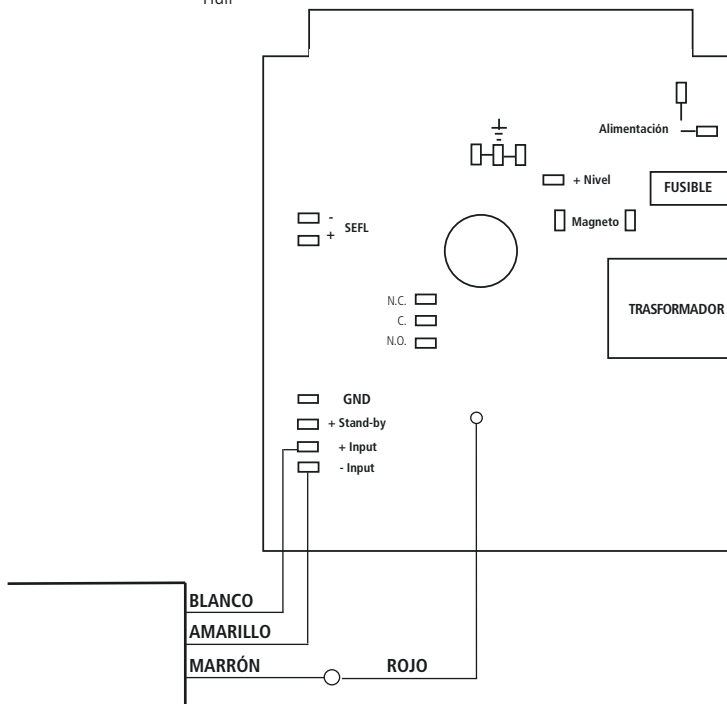 Alimentación
+ Nivel
FUSIBLE
Magneto
-
+ SEFL
N.C.
C.
N.O.
TRASFORMADOR
GND
+ Stand-by
+ Input
- Input
BLANCO
AMARILLO
MARRÓN ROJO